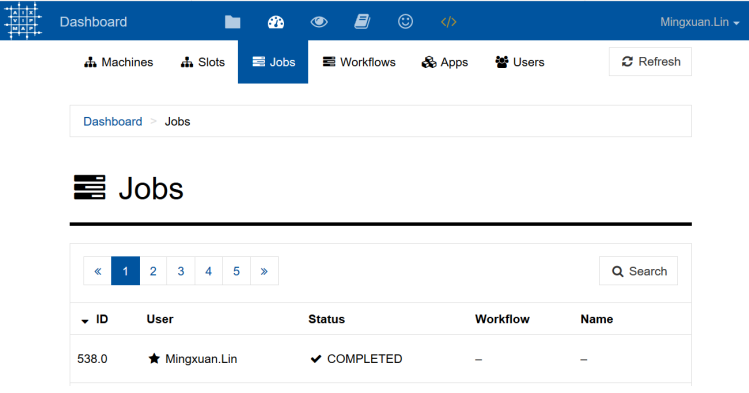 A I X
V I P
M A P
Dashboard </> Mingxuan.Lin
Machines Slots Jobs Workflows Apps Users Refresh
Dashboard > Jobs
Jobs
« 1 2 3 4 5 » Search
ID User Status Workflow Name
538.0 Mingxuan.Lin COMPLETED – –